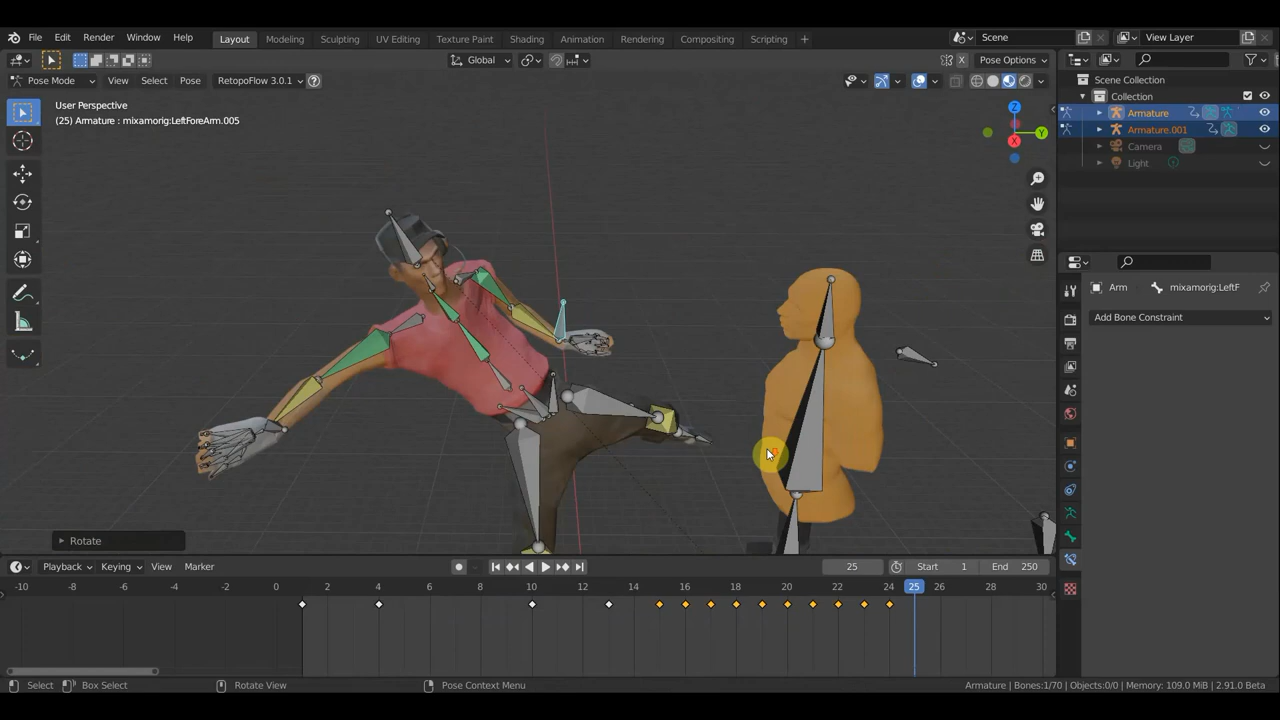 File Edit Render Window Help Layout Modeling Sculpting UV Editing Texture Paint Shading Animation Rendering Compositing Scripting + Scene View Layer
Global X Pose Options
Pose Mode View Select Pose RetopoFlow 3.0.1 ?
Scene Collection
Collection
Armature
Armature.001
Camera
Light
User Perspective
(25) Armature : mixamorig:LeftForeArm.005
Z
Y
X
Arm mixamorig:LeftF
Add Bone Constraint
Rotate
Playback Keying View Marker 25 Start 1 End 250
-10 -8 -6 -4 -2 0 2 4 6 8 10 12 14 16 18 20 22 24 25 26 28 30
Select Box Select Rotate View Pose Context Menu Armature | Bones:1/70 | Objects:0/0 | Memory: 109.0 MiB | 2.91.0 Beta